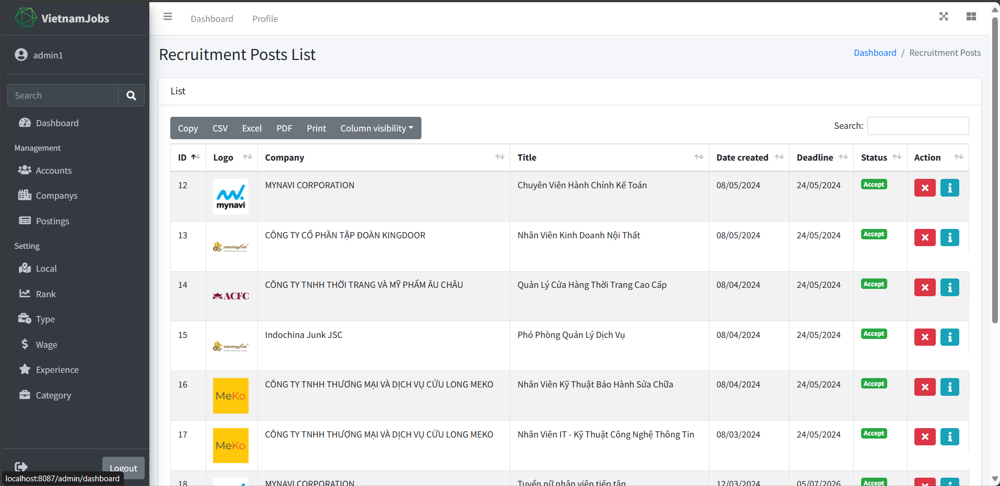 VietnamJobs
Dashboard
Profile
admin1
Search
Dashboard
Management
Accounts
Companys
Postings
Setting
Local
Rank
Type
Wage
Experience
Category
Logout
localhost:8087/admin/dashboard
Recruitment Posts List
Dashboard / Recruitment Posts
List
Copy CSV Excel PDF Print Column visibility
Search:
ID Logo Company Title Date created Deadline Status Action
12 mynavi MYNAVI CORPORATION Chuyên Viên Hành Chính Kế Toán 08/05/2024 24/05/2024 Accept
13 CÔNG TY CỔ PHẦN TẬP ĐOÀN KINGDOOR Nhân Viên Kinh Doanh Nội Thất 08/05/2024 24/05/2024 Accept
14 ACFC CÔNG TY TNHH THỜI TRANG VÀ MỸ PHẨM ÂU CHÂU Quản Lý Cửa Hàng Thời Trang Cao Cấp 08/04/2024 24/05/2024 Accept
15 Indochina Junk JSC Phó Phòng Quản Lý Dịch Vụ 08/04/2024 24/05/2024 Accept
16 MeKo CÔNG TY TNHH THƯƠNG MẠI VÀ DỊCH VỤ CỬU LONG MEKO Nhân Viên Kỹ Thuật Bảo Hành Sửa Chữa 08/04/2024 24/05/2024 Accept
17 MeKo CÔNG TY TNHH THƯƠNG MẠI VÀ DỊCH VỤ CỬU LONG MEKO Nhân Viên IT - Kỹ Thuật Công Nghệ Thông Tin 08/03/2024 24/05/2024 Accept
18 MYNAVI CORPORATION Tuyển nữ nhân viên tiếp tân 12/03/2024 05/07/2026 Accept